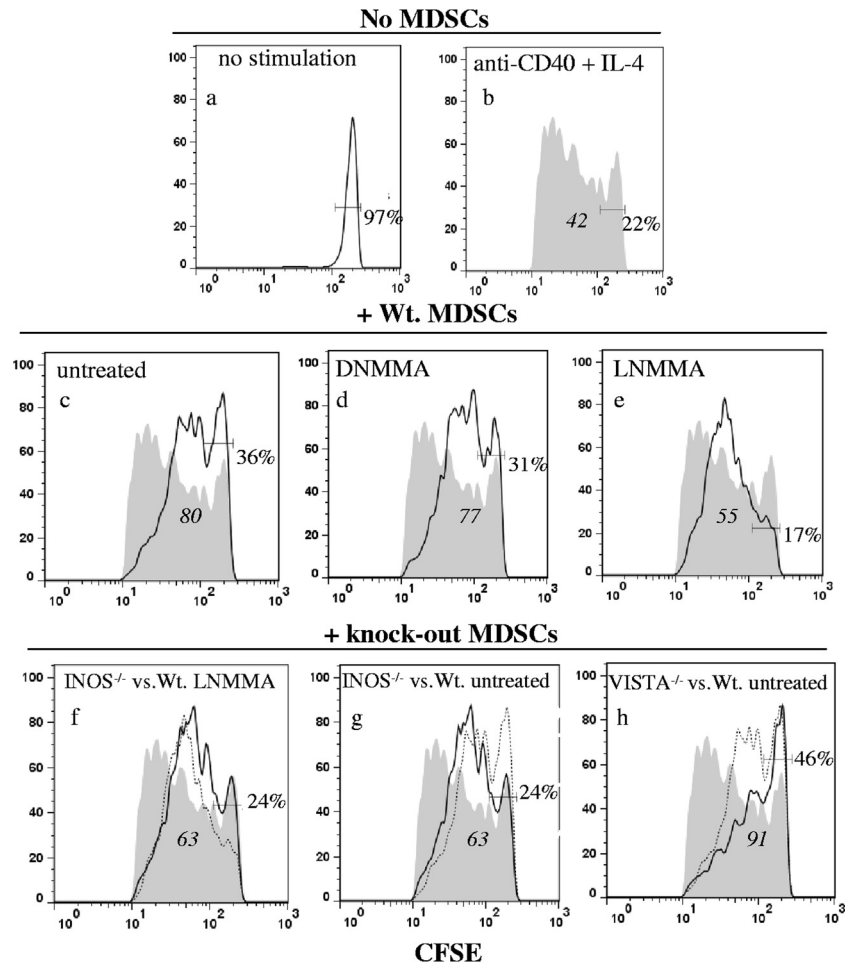 No MDSCs
no stimulation
a
97%
100
80
60
40
20
0
10^0 10^1 10^2 10^3
anti-CD40 + IL-4
b
42
22%
100
80
60
40
20
0
10^0 10^1 10^2 10^3
+ Wt. MDSCs
untreated
c
80
36%
100
80
60
40
20
0
10^0 10^1 10^2 10^3
DNMMA
d
77
31%
100
80
60
40
20
0
10^0 10^1 10^2 10^3
LNMMA
e
55
17%
100
80
60
40
20
0
10^0 10^1 10^2 10^3
+ knock-out MDSCs
INOS-/- vs.Wt. LNMMA
f
63
24%
100
80
60
40
20
0
10^0 10^1 10^2 10^3
INOS-/- vs.Wt. untreated
g
63
24%
100
80
60
40
20
0
10^0 10^1 10^2 10^3
VISTA-/- vs.Wt. untreated
h
91
46%
100
80
60
40
20
0
10^0 10^1 10^2 10^3
CFSE